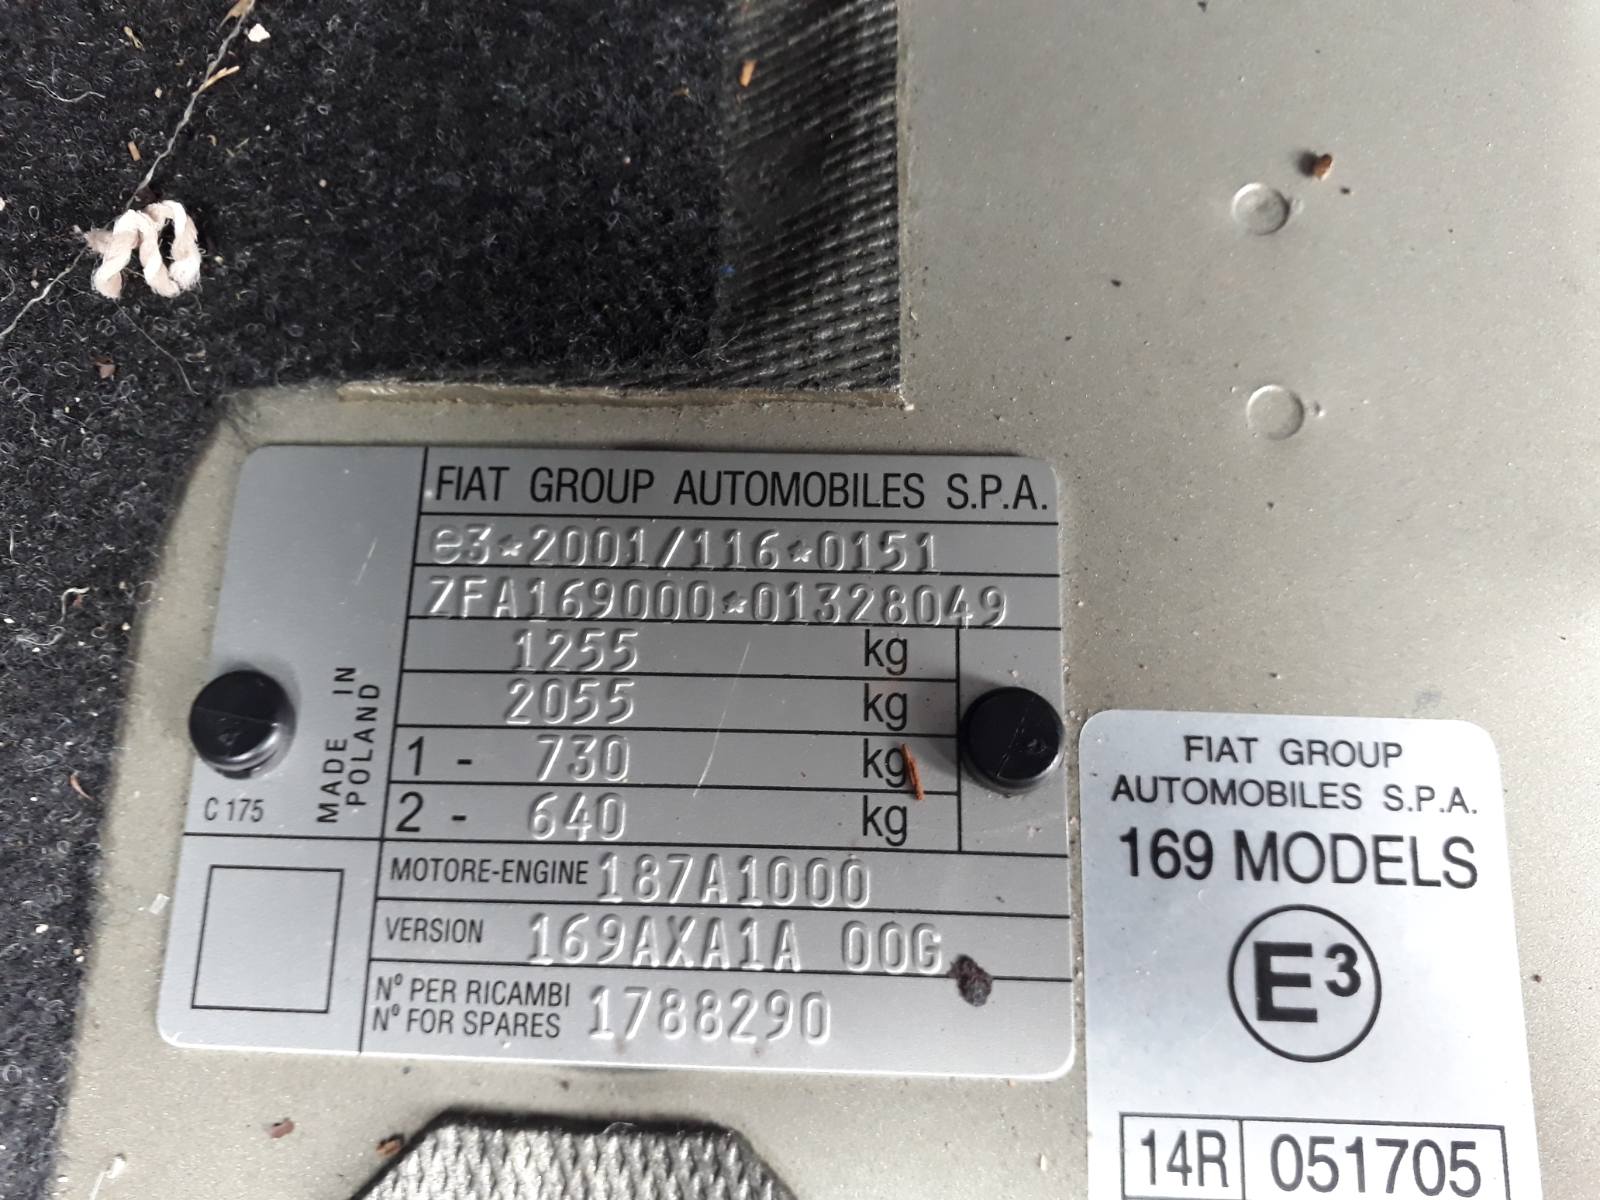 FIAT GROUP AUTOMOBILES S.P.A.
e3*2001/116*0151
ZFA169000*01328049
1255 kg
2055 kg
1 - 730 kg
2 - 640 kg
MADE IN
POLAND
C 175
MOTORE-ENGINE 187A1000
VERSION 169AXA1A 00G
N° PER RICAMBI
N° FOR SPARES 1788290
FIAT GROUP
AUTOMOBILES S.P.A.
169 MODELS
E3
14R 051705